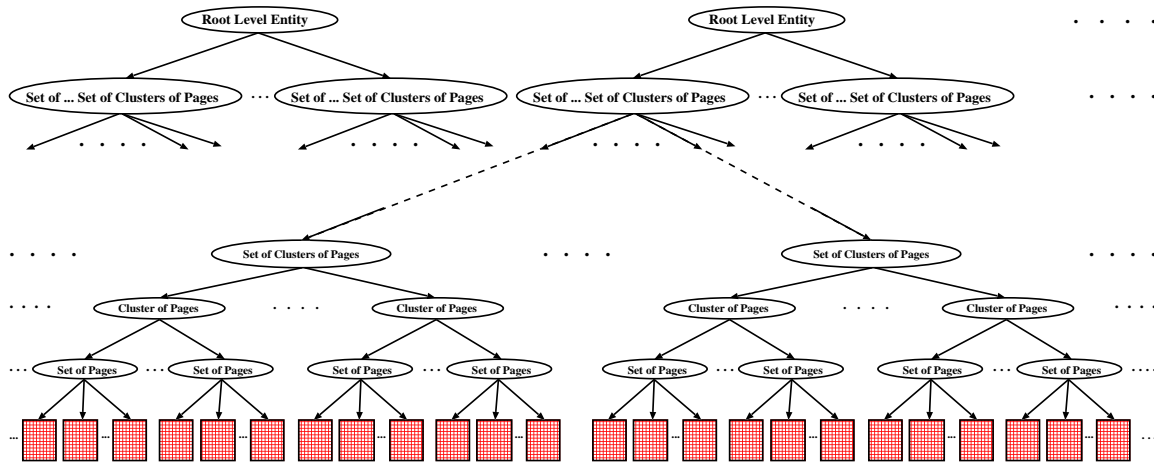 Root Level Entity Root Level Entity . . . .
Set of ... Set of Clusters of Pages ... Set of ... Set of Clusters of Pages Set of ... Set of Clusters of Pages ... Set of ... Set of Clusters of Pages . . . .
. . . . . . . . . . . . . . . .
. . . . Set of Clusters of Pages . . . . Set of Clusters of Pages . . . .
. . . . Cluster of Pages . . . . Cluster of Pages Cluster of Pages . . . . Cluster of Pages . . . .
... Set of Pages ... Set of Pages Set of Pages ... Set of Pages Set of Pages ... Set of Pages Set of Pages ... Set of Pages ....
... ... ... ... ... ... ... ... ... ...